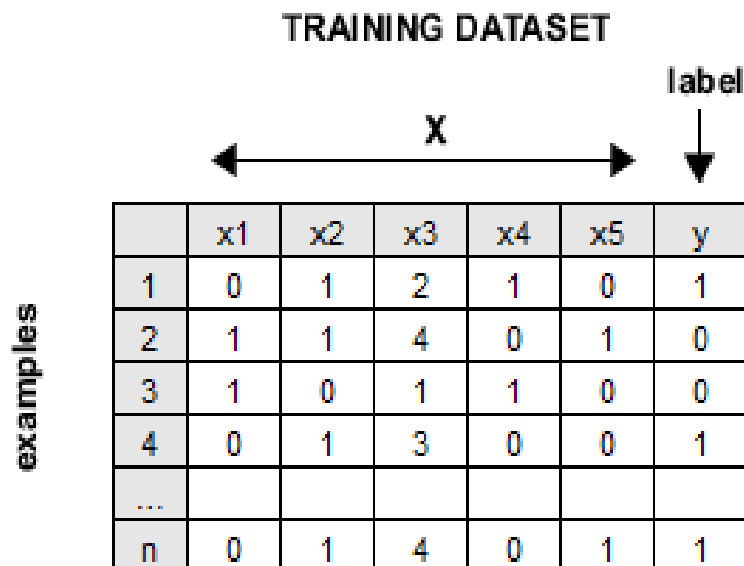 TRAINING DATASET
label
X
x1 x2 x3 x4 x5 y
examples
1 0 1 2 1 0 1
2 1 1 4 0 1 0
3 1 0 1 1 0 0
4 0 1 3 0 0 1
...
n 0 1 4 0 1 1